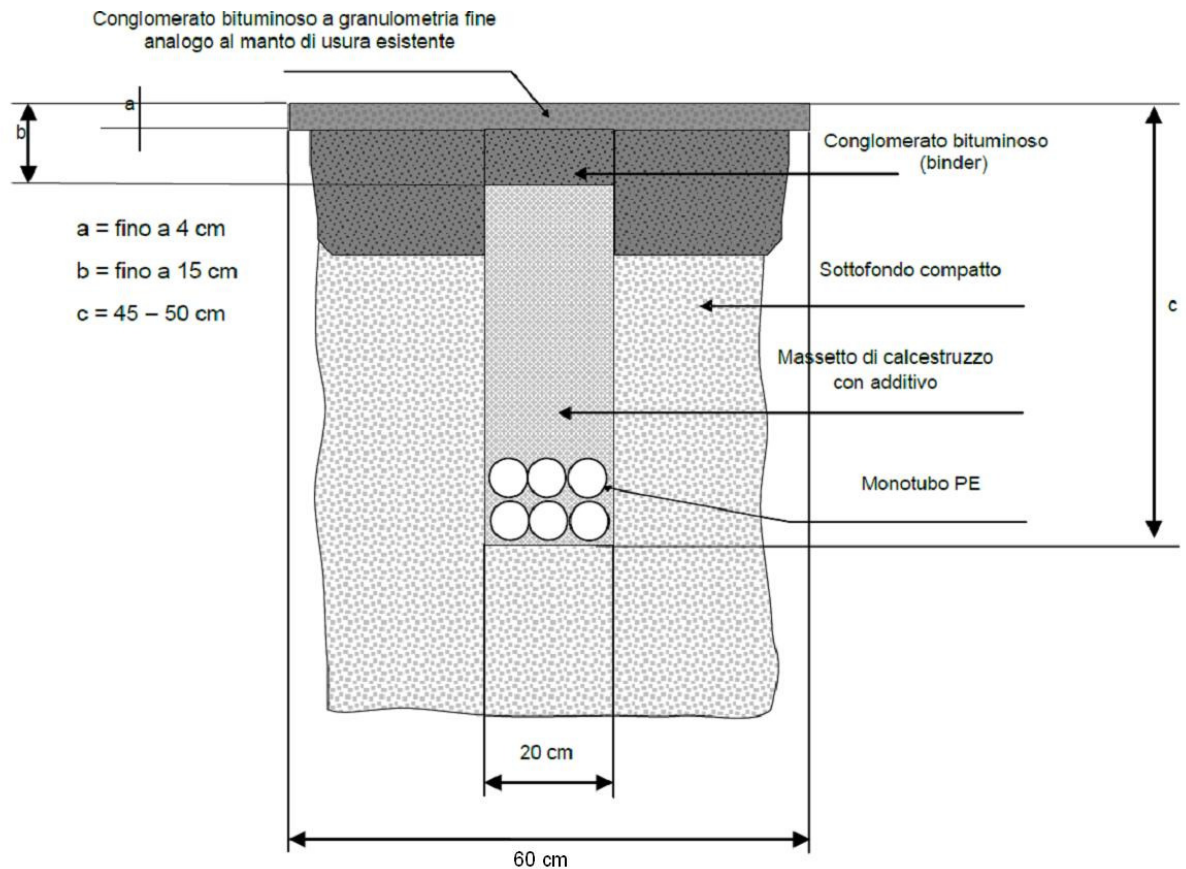 Conglomerato bituminoso a granulometria fine
analogo al manto di usura esistente
a
b
Conglomerato bituminoso
(binder)
a = fino a 4 cm
b = fino a 15 cm
c = 45 – 50 cm
Sottofondo compatto
c
Massetto di calcestruzzo
con additivo
Monotubo PE
20 cm
60 cm